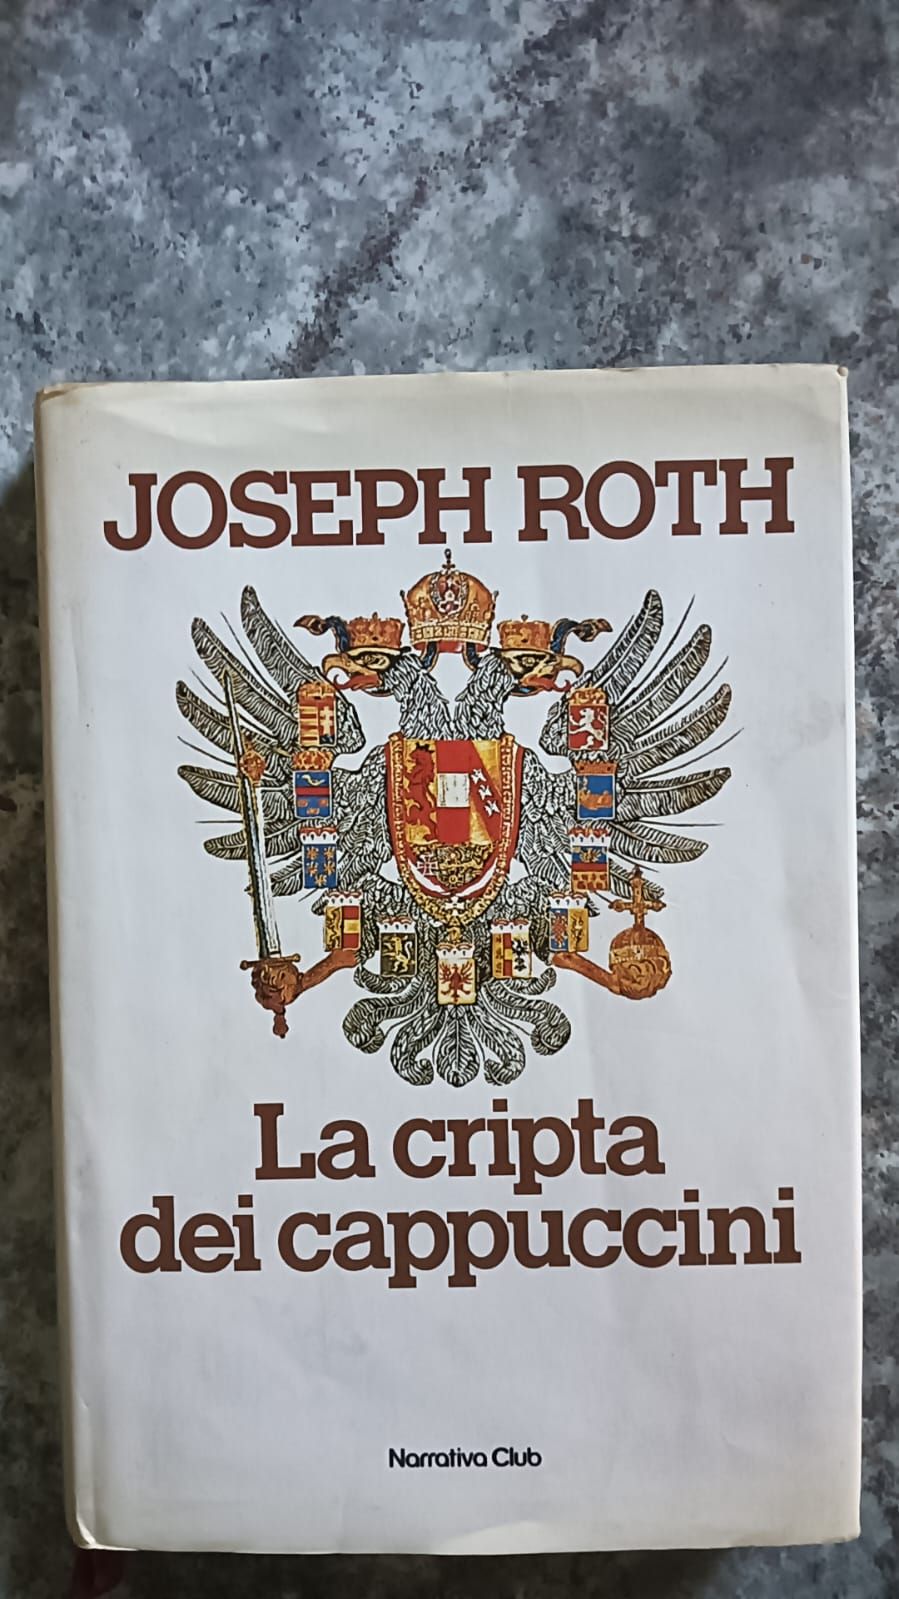 JOSEPH ROTH
La cripta
dei cappuccini
Narrativa Club